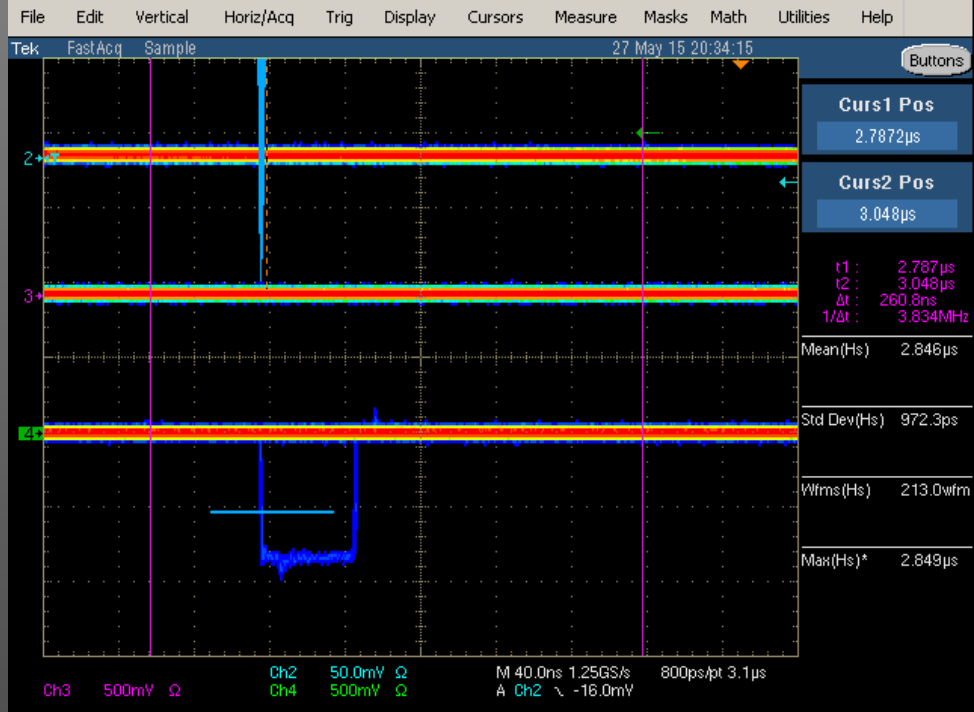 File Edit Vertical Horiz/Acq Trig Display Cursors Measure Masks Math Utilities Help
Tek FastAcq Sample 27 May 15 20:34:15
Buttons
Curs1 Pos
2.7872µs
Curs2 Pos
3.048µs
t1 : 2.787µs
t2 : 3.048µs
Δt : 260.8ns
1/Δt : 3.834MHz
Mean(Hs) 2.846µs
Std Dev(Hs) 972.3ps
Wfms(Hs) 213.0wfm
Max(Hs)* 2.849µs
2
3
4
Ch2 50.0mV Ω M 40.0ns 1.25GS/s 800ps/pt 3.1µs
Ch3 500mV Ω Ch4 500mV Ω A Ch2 \ -16.0mV